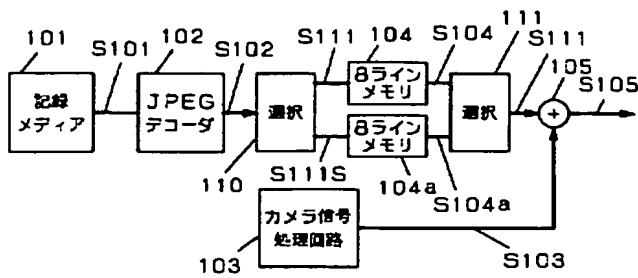 101
S101
102
S102
S111
104
S104
111
S111
105
S105
記録
メディア
JPEG
デコーダ
選択
8ライン
メモリ
8ライン
メモリ
選択
+
110
S111S
104a
S104a
カメラ信号
処理回路
103
S103